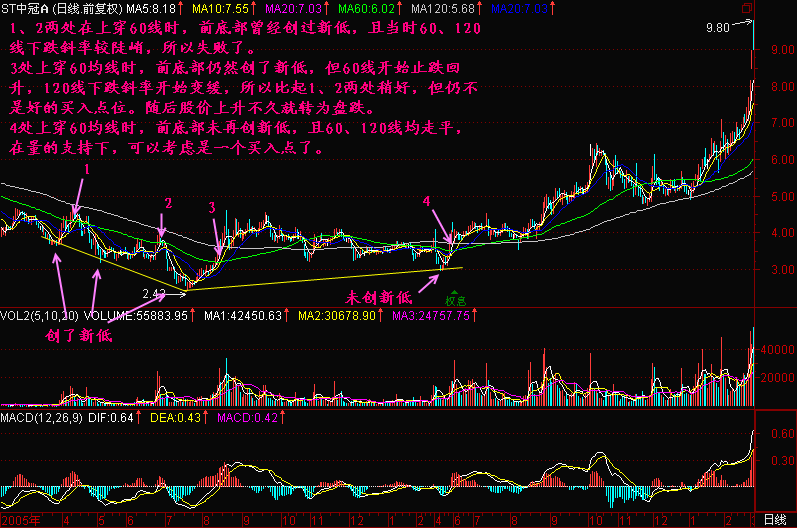 ST中冠A (日线.前复权) MA5:8.18↑ MA10:7.55↑ MA20:7.03↑ MA60:6.02↑ MA120:5.68↑ MA20:7.03↑
1、2两处在上穿60线时，前底部曾经创过新低，且当时60、120
线下跌斜率较陡峭，所以失败了。
3处上穿60均线时，前底部仍然创了新低，但60线开始止跌回
升，120线下跌斜率开始变缓，所以比起1、2两处稍好，但仍不
是好的买入点位。随后股价上升不久就转为盘跌。
4处上穿60均线时，前底部未再创新低，且60、120线均走平，
在量的支持下，可以考虑是一个买入点了。
9.80
9.00
8.00
7.00
6.00
5.00
4.00
3.00
1
2
3
4
2.43
未创新低
权息
创了新低
VOL2(5,10,20) VOLUME:55883.95↑ MA1:42450.63↑ MA2:30678.90↑ MA3:24757.75↑
40000
20000
MACD(12,26,9) DIF:0.64↑ DEA:0.43↑ MACD:0.42↑
0.60
0.30
2005年 4 5 6 7 8 9 10 11 12 1 2 4 6 7 8 9 10 11 12 1 2 日线